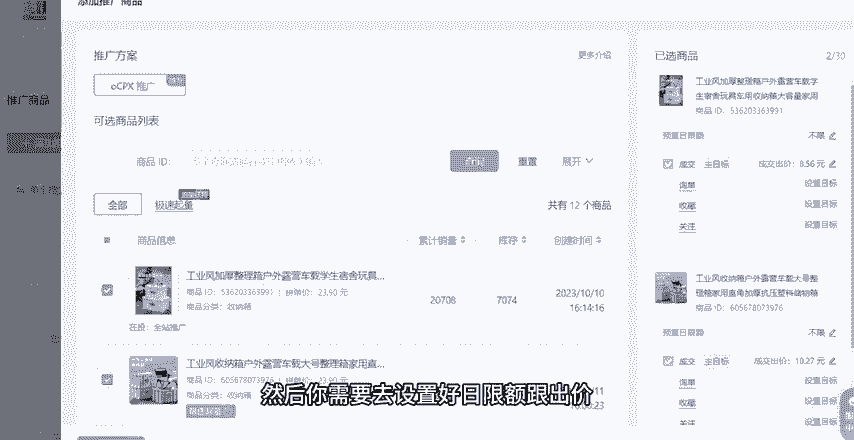 添加推广商品
推广商品
推广方案
更多介绍
oCPX 推广
可选商品列表
商品 ID:
查询
重置
展开
全部
极速起量
共有 12 个商品
商品信息
累计销量
库存
创建时间
工业风加厚整理箱户外露营车载学生宿舍玩具...
商品 ID: 536202363991
拼单价: 23.90 元
商品分类: 收纳箱
20708
7074
2023/10/10
16:14:16
在投: 全站推广
工业风收纳箱户外露营车载大号整理箱家用直...
商品 ID: 605678073976
商品分类: 收纳箱
然后你需要去设置好日限额跟出价
已选商品
2/30
工业风加厚整理箱户外露营车载学
生宿舍玩具车用收纳箱大容量家用
商品 ID: 536202363991
预算日限额
不限
成交
主目标
成交出价: 8.56 元
询单
设置目标
收藏
设置目标
关注
设置目标
工业风收纳箱户外露营车载大号整
理箱家用直角加厚抗压塑料储物箱
商品 ID: 605678073976
预算日限额
不限
成交
主目标
成交出价: 10.27 元
询单
设置目标
收藏
设置目标
关注
设置目标